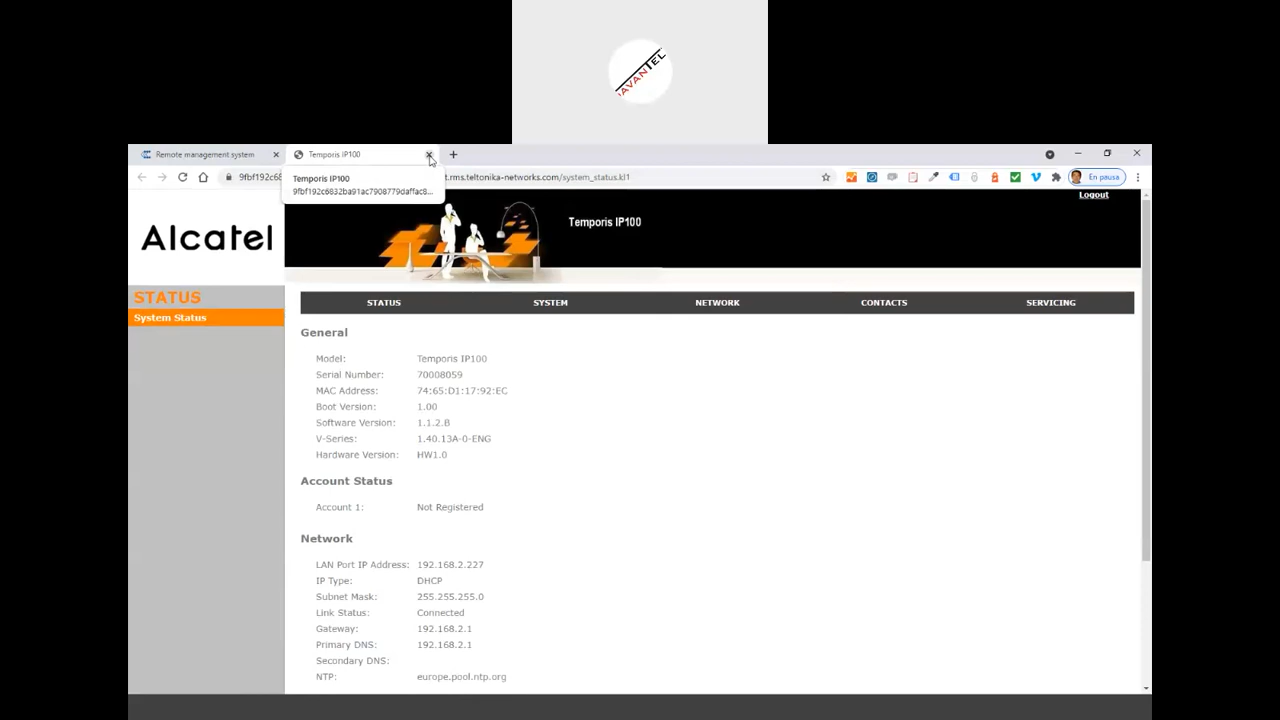 AVANTEL
Remote management system
Temporis IP100
9fbf192c6
t.rms.teltonika-networks.com/system_status.kl1
En pausa
Temporis IP100
9fbf192c6832ba91ac7908779daffac8...
Logout
Alcatel
Temporis IP100
STATUS
System Status
STATUS SYSTEM NETWORK CONTACTS SERVICING
General
Model: Temporis IP100
Serial Number: 70008059
MAC Address: 74:65:D1:17:92:EC
Boot Version: 1.00
Software Version: 1.1.2.B
V-Series: 1.40.13A-0-ENG
Hardware Version: HW1.0
Account Status
Account 1: Not Registered
Network
LAN Port IP Address: 192.168.2.227
IP Type: DHCP
Subnet Mask: 255.255.255.0
Link Status: Connected
Gateway: 192.168.2.1
Primary DNS: 192.168.2.1
Secondary DNS:
NTP: europe.pool.ntp.org